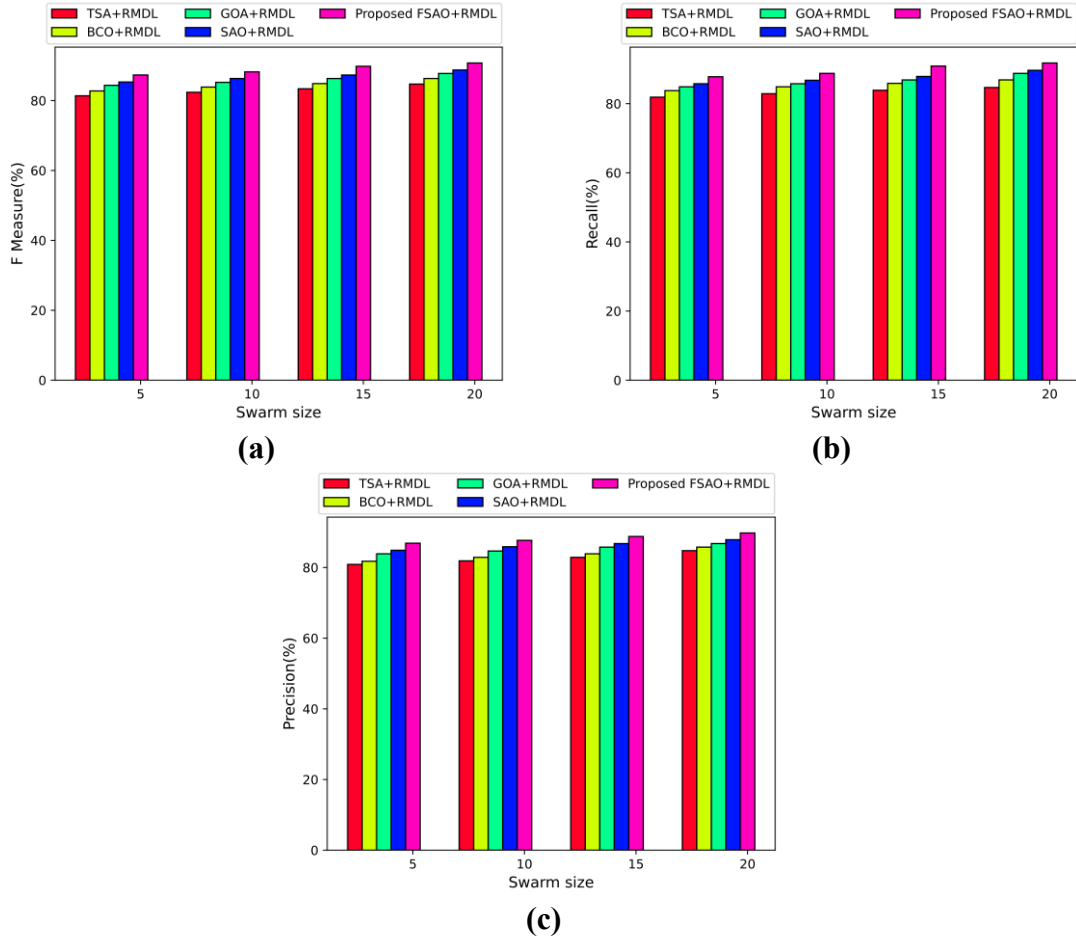 TSA+RMDL GOA+RMDL Proposed FSAO+RMDL
BCO+RMDL SAO+RMDL
F Measure(%)
80
60
40
20
0
5 10 15 20
Swarm size
(a)
TSA+RMDL GOA+RMDL Proposed FSAO+RMDL
BCO+RMDL SAO+RMDL
Recall(%)
80
60
40
20
0
5 10 15 20
Swarm size
(b)
TSA+RMDL GOA+RMDL Proposed FSAO+RMDL
BCO+RMDL SAO+RMDL
Precision(%)
80
60
40
20
0
5 10 15 20
Swarm size
(c)